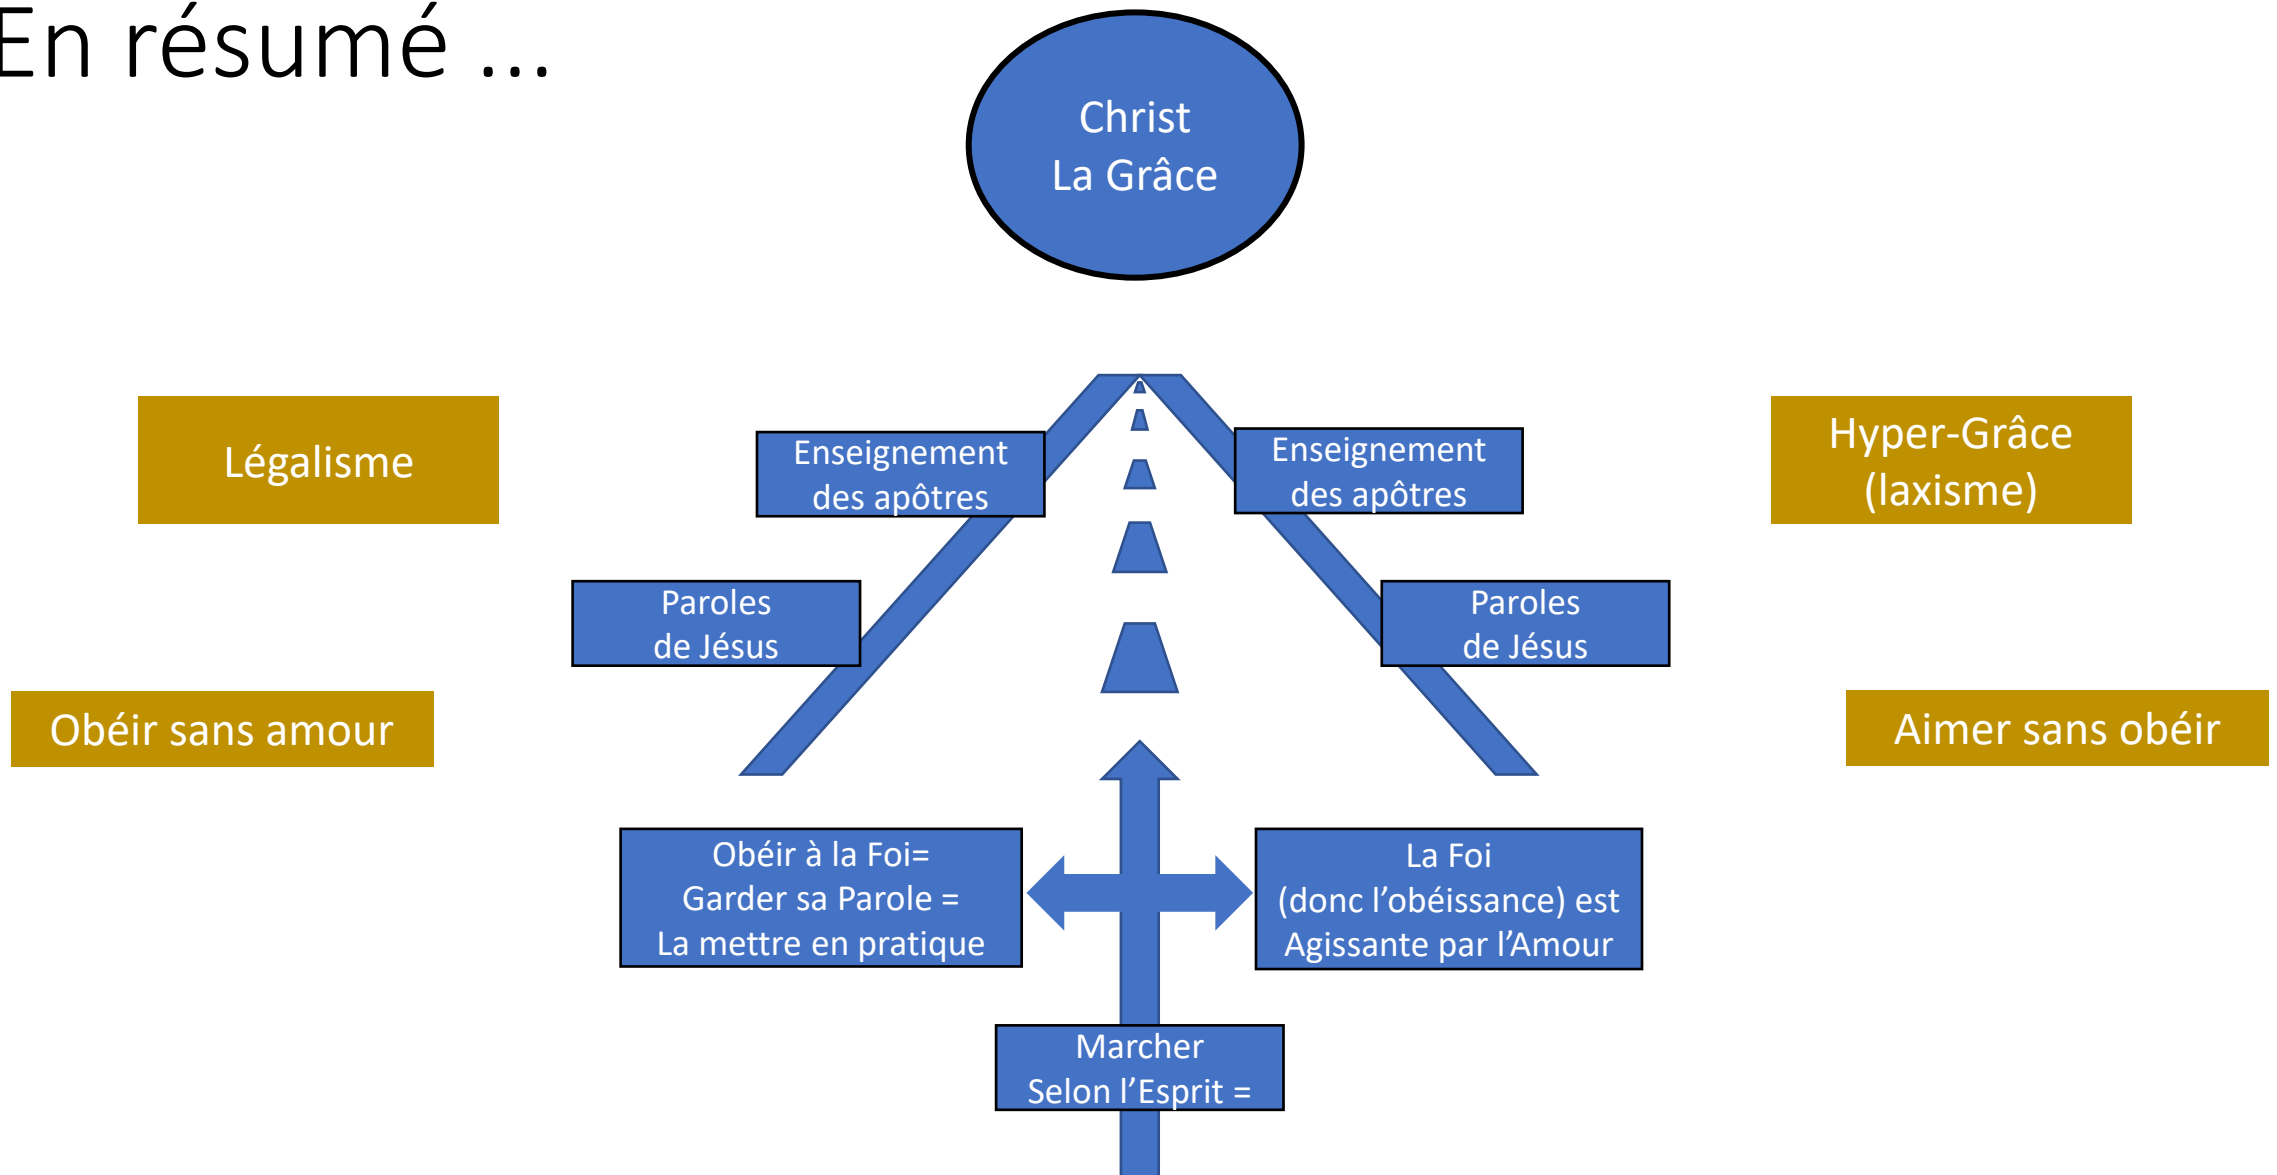 En résumé ...
Christ
La Grâce
Légalisme
Enseignement
des apôtres
Enseignement
des apôtres
Hyper-Grâce
(laxisme)
Paroles
de Jésus
Paroles
de Jésus
Obéir sans amour
Aimer sans obéir
Obéir à la Foi=
Garder sa Parole =
La mettre en pratique
La Foi
(donc l’obéissance) est
Agissante par l’Amour
Marcher
Selon l’Esprit =